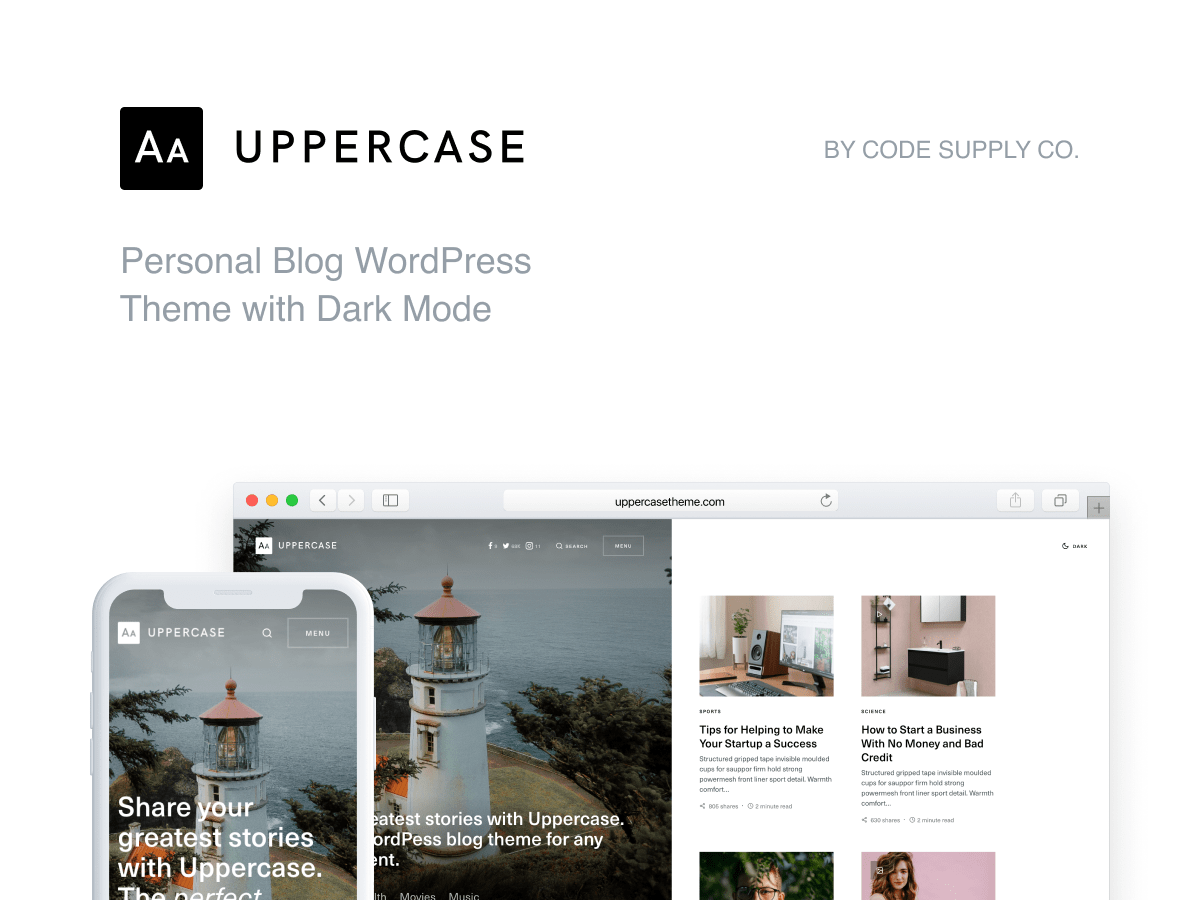 AA UPPERCASE
BY CODE SUPPLY CO.
Personal Blog WordPress
Theme with Dark Mode
uppercasetheme.com
AA UPPERCASE
SEARCH
MENU
DARK
AA UPPERCASE
MENU
Share your
greatest stories
with Uppercase.
The perfect
eatest stories with Uppercase.
ordPess blog theme for any
ent.
lth Movies Music
SPORTS
Tips for Helping to Make
Your Startup a Success
Structured gripped tape invisible moulded
cups for sauppor firm hold strong
powermesh front liner sport detail. Warmth
comfort...
806 shares · 2 minute read
SCIENCE
How to Start a Business
With No Money and Bad
Credit
Structured gripped tape invisible moulded
cups for sauppor firm hold strong
powermesh front liner sport detail. Warmth
comfort...
630 shares · 2 minute read